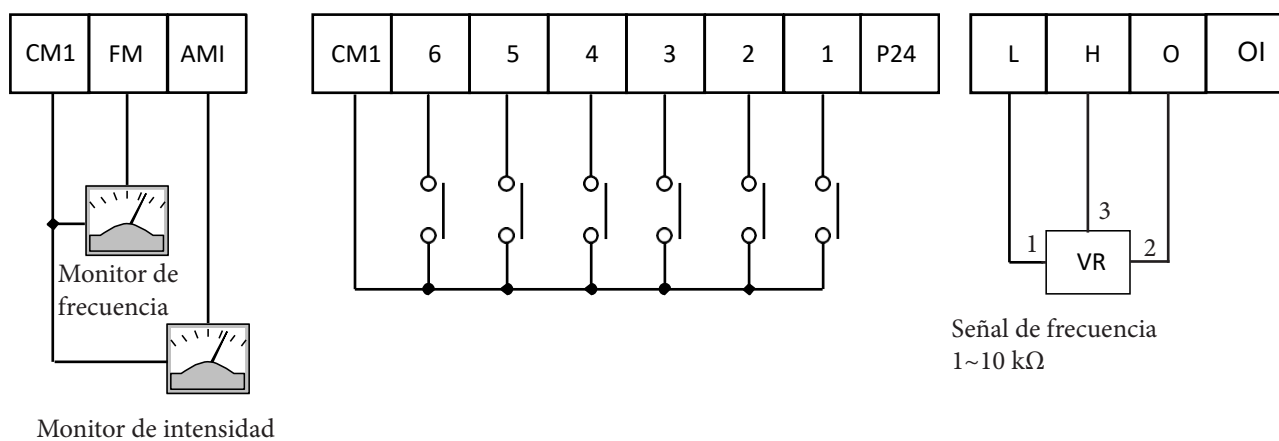 CM1 FM AMI
CM1 6 5 4 3 2 1 P24
L H O OI
Monitor de
frecuencia
Monitor de intensidad
3
1 VR 2
Señal de frecuencia
1~10 kΩ